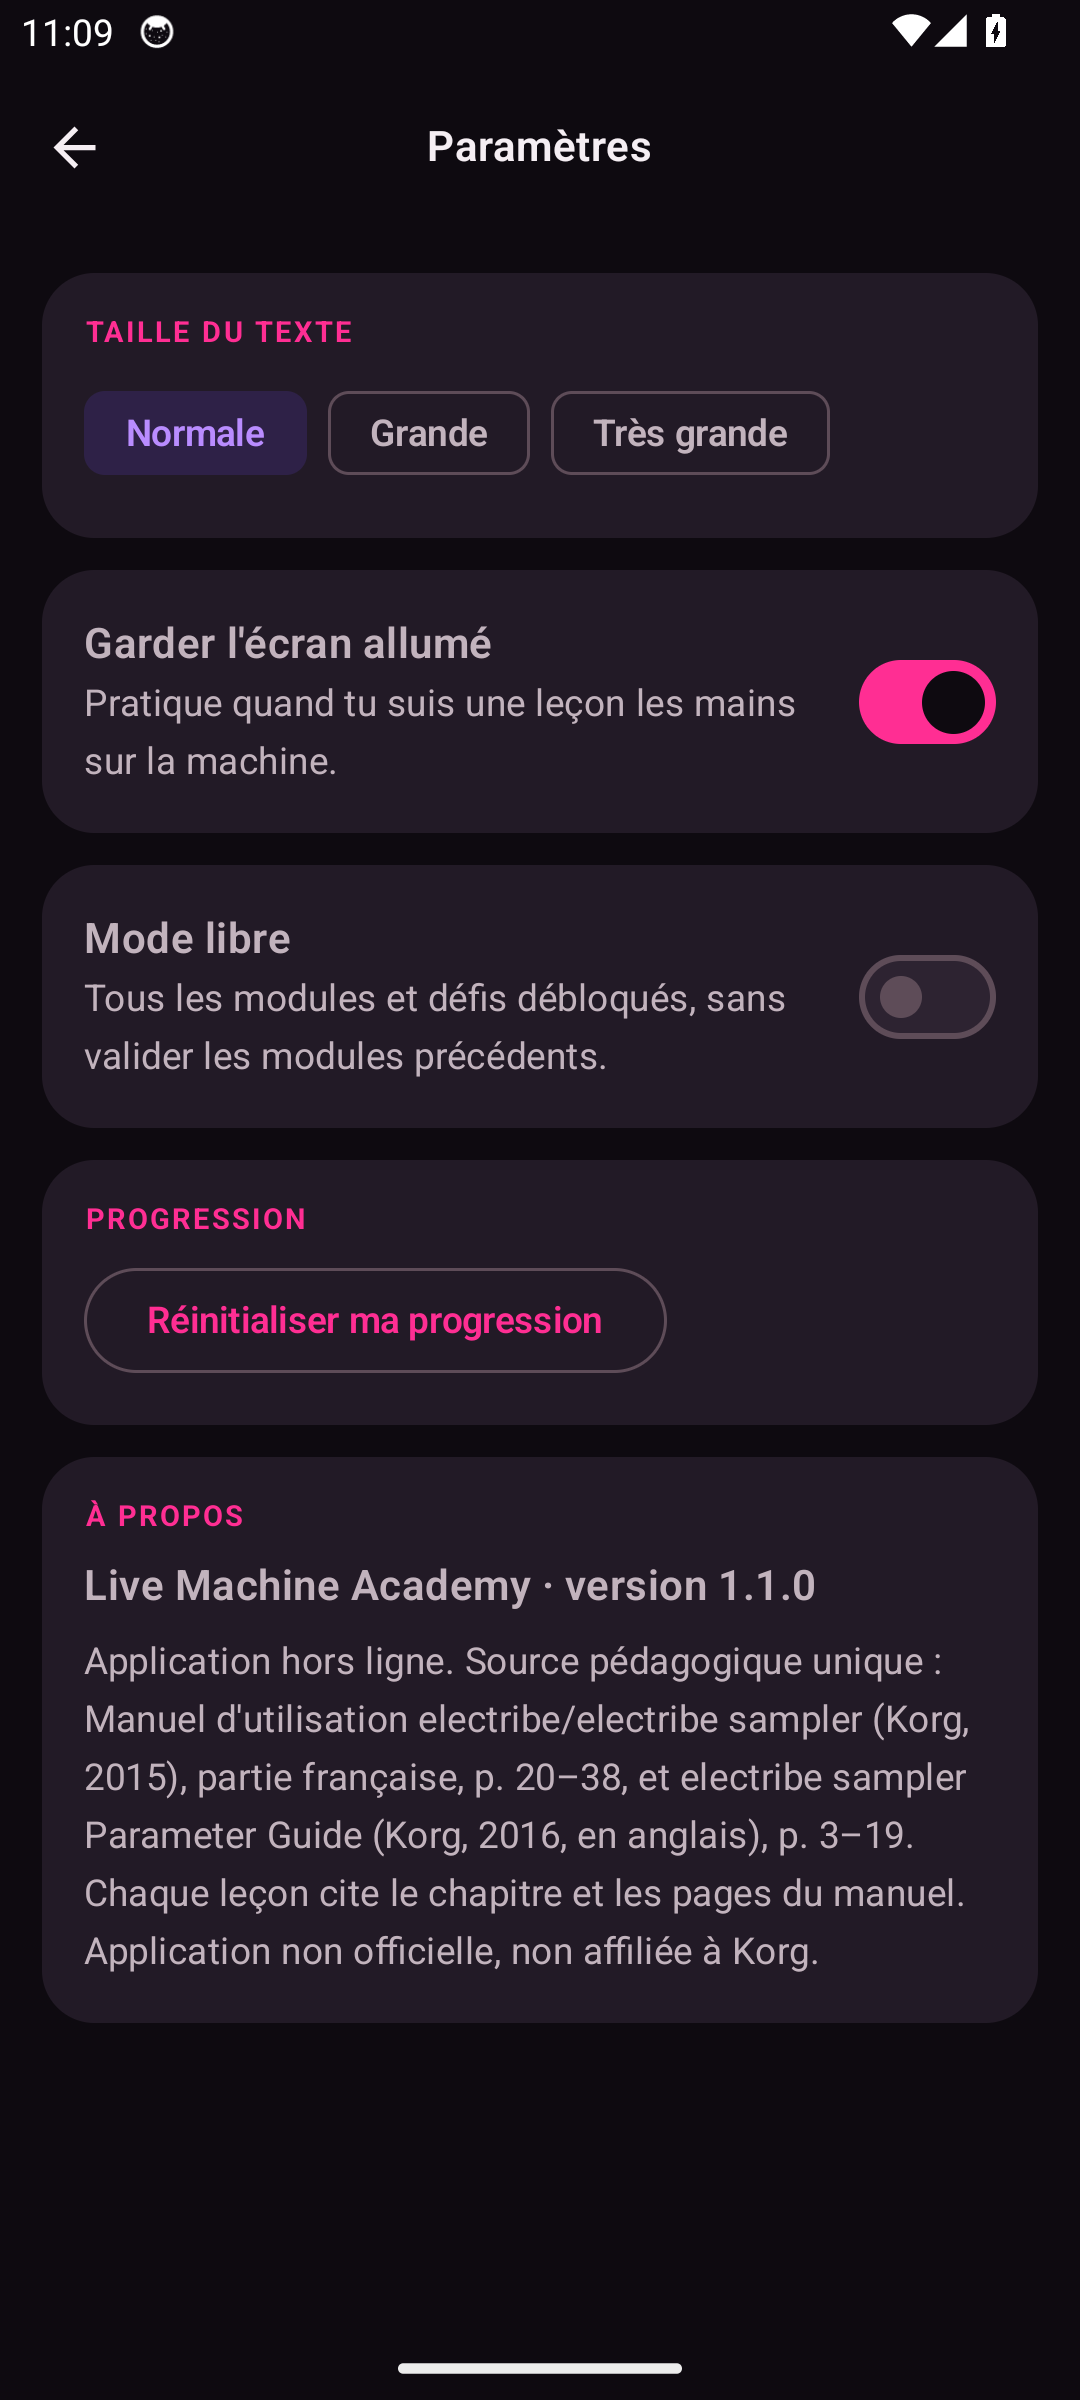 11:09
Paramètres
TAILLE DU TEXTE
Normale
Grande
Très grande
Garder l'écran allumé
Pratique quand tu suis une leçon les mains
sur la machine.
Mode libre
Tous les modules et défis débloqués, sans
valider les modules précédents.
PROGRESSION
Réinitialiser ma progression
À PROPOS
Live Machine Academy · version 1.1.0
Application hors ligne. Source pédagogique unique :
Manuel d'utilisation electribe/electribe sampler (Korg,
2015), partie française, p. 20–38, et electribe sampler
Parameter Guide (Korg, 2016, en anglais), p. 3–19.
Chaque leçon cite le chapitre et les pages du manuel.
Application non officielle, non affiliée à Korg.